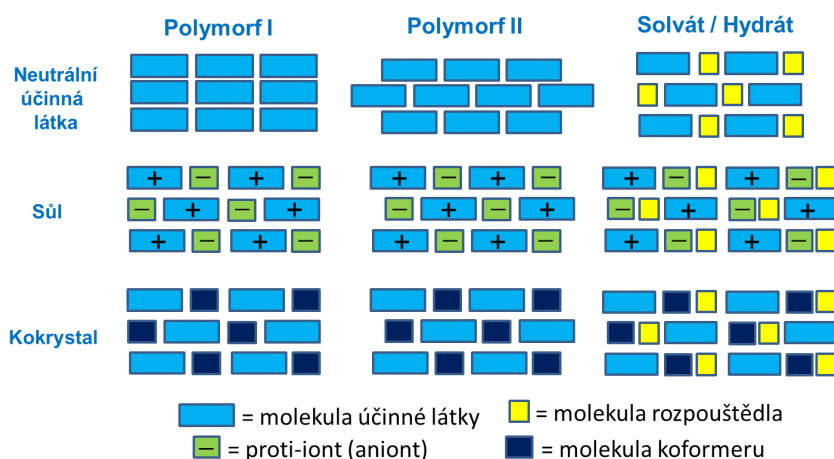 Polymorf I
Polymorf II
Solvát / Hydrát
Neutrální
účinná
látka
+ − + −
+ − + −
+ − + −
Sůl
− + − +
− + − +
− + − +
+ − + −
+ − + −
+ − + −
Kokrystal
= molekula účinné látky
= molekula rozpouštědla
− = proti-iont (aniont)
= molekula koformeru